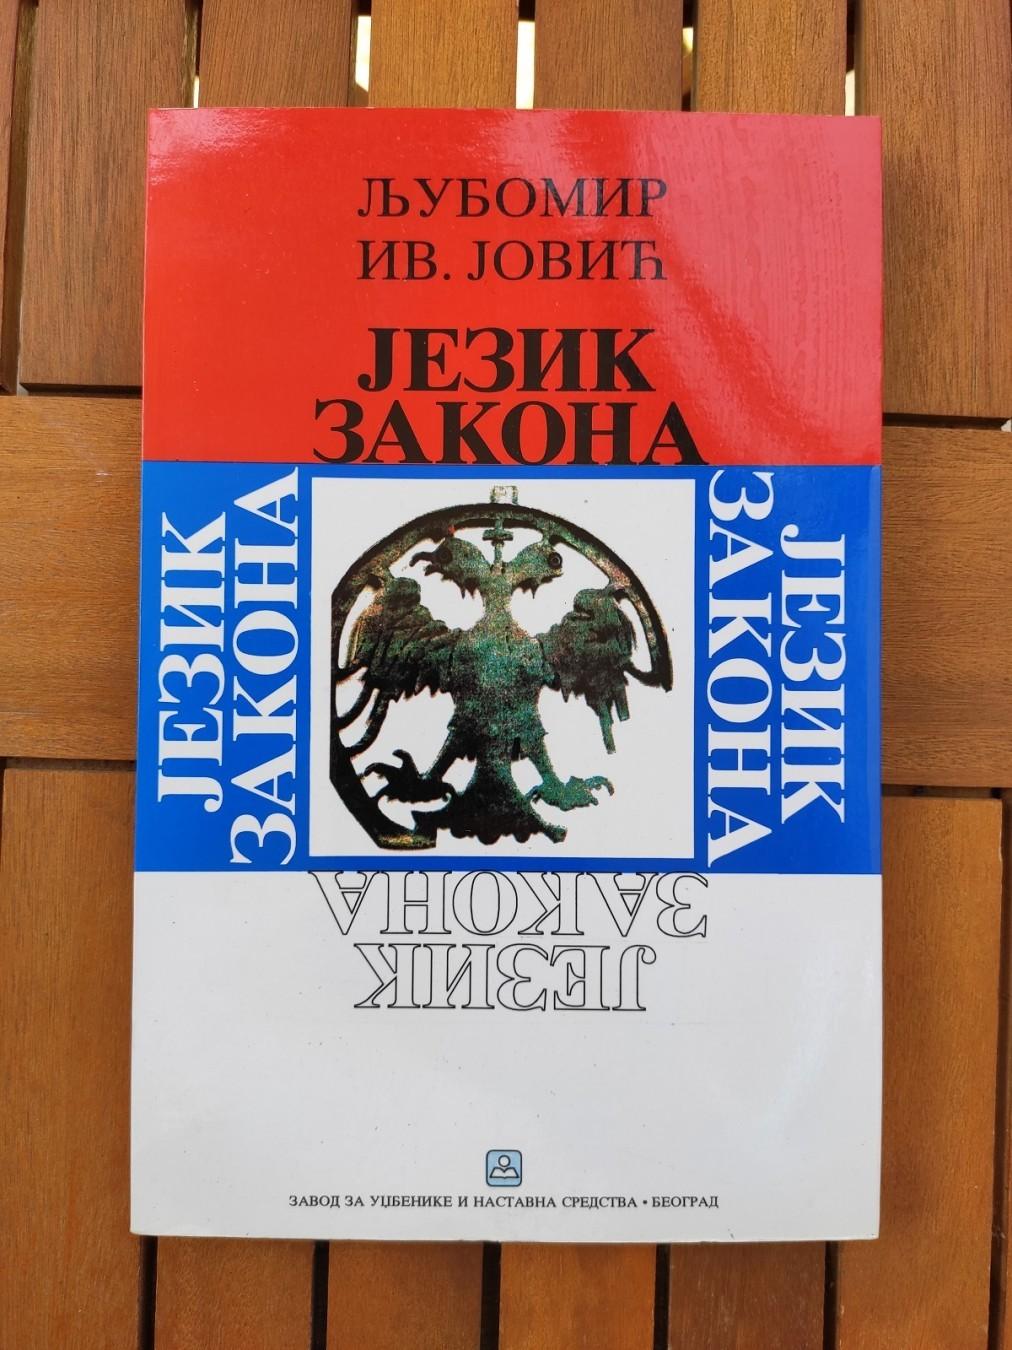 ЉУБОМИР
ИВ. ЈОВИЋ
ЈЕЗИК
ЗАКОНА
ЈЕЗИК
ЗАКОНА
ЈЕЗИК
ЗАКОНА
ЈЕЗИК
ЗАКОНА
ЗАВОД ЗА УЏБЕНИКЕ И НАСТАВНА СРЕДСТВА • БЕОГРАД